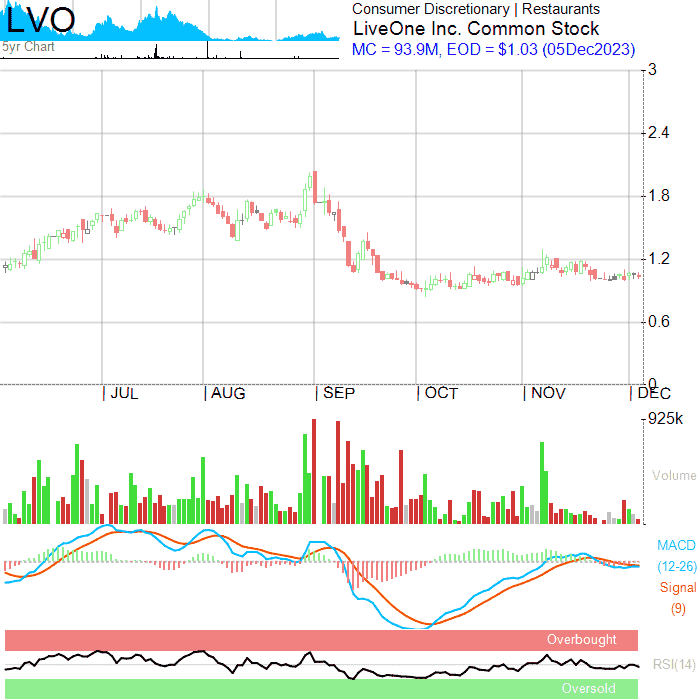 LVO
5yr Chart
Consumer Discretionary | Restaurants
LiveOne Inc. Common Stock
MC = 93.9M, EOD = $1.03 (05Dec2023)
3
2.4
1.8
1.2
0.6
0
JUL AUG SEP OCT NOV DEC
925k
Volume
MACD
(12-26)
Signal
(9)
Overbought
RSI(14)
Oversold